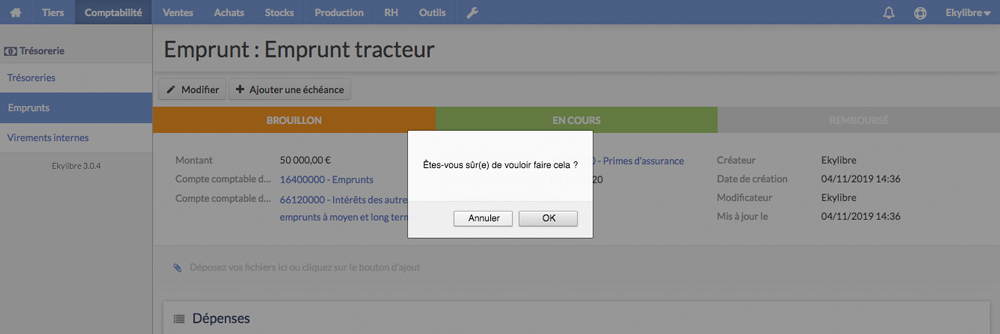 Tiers Comptabilité Ventes Achats Stocks Production RH Outils Ekylibre
Trésorerie
Trésoreries
Emprunts
Virements internes
Ekylibre 3.0.4
Emprunt : Emprunt tracteur
Modifier Ajouter une échéance
BROUILLON EN COURS REMBOURSÉ
Montant 50 000,00 €
Compte comptable d... 16400000 - Emprunts
Compte comptable d... 66120000 - Intérêts des autre
emprunts à moyen et long term
0 - Primes d'assurance
20
Créateur Ekylibre
Date de création 04/11/2019 14:36
Modificateur Ekylibre
Mis à jour le 04/11/2019 14:36
Êtes-vous sûr(e) de vouloir faire cela ?
Annuler OK
Déposez vos fichiers ici ou cliquez sur le bouton d'ajout
Dépenses